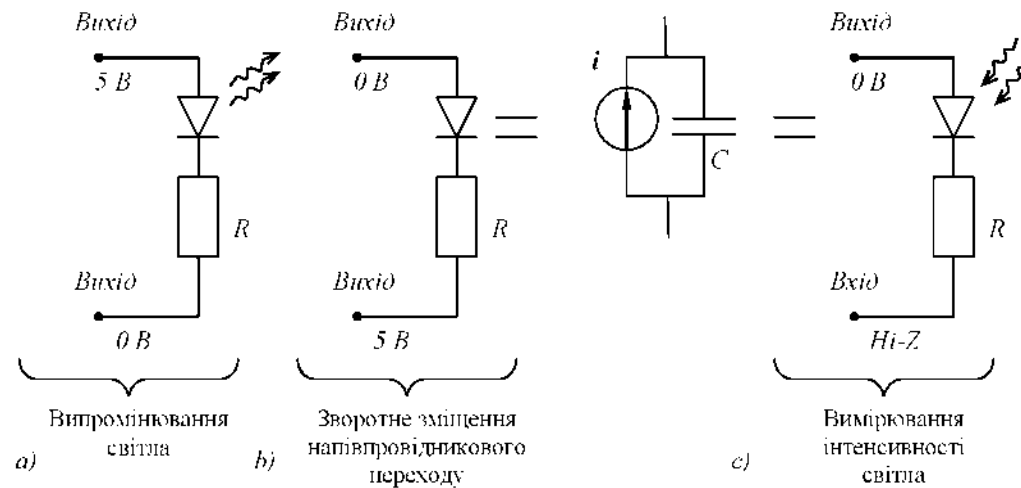 Вихід
5 В
R
Вихід
0 В
Випромінювання
світла
a)
Вихід
0 В
R
Вихід
5 В
Зворотне зміщення
напівпровідникового
переходу
b)
i
C
Вихід
0 В
R
Вхід
Hi-Z
Вимірювання
інтенсивності
світла
c)